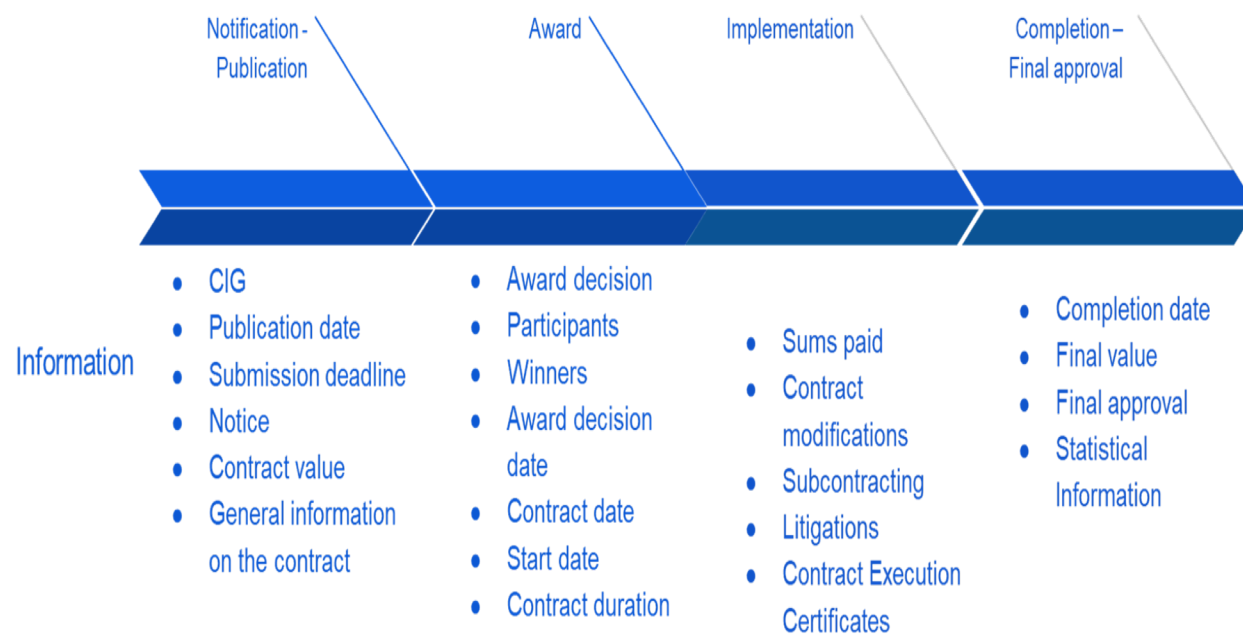 Notification -
Publication
Award
Implementation
Completion –
Final approval
Information
• CIG
• Publication date
• Submission deadline
• Notice
• Contract value
• General information
on the contract
• Award decision
• Participants
• Winners
• Award decision
date
• Contract date
• Start date
• Contract duration
• Sums paid
• Contract
modifications
• Subcontracting
• Litigations
• Contract Execution
Certificates
• Completion date
• Final value
• Final approval
• Statistical
Information